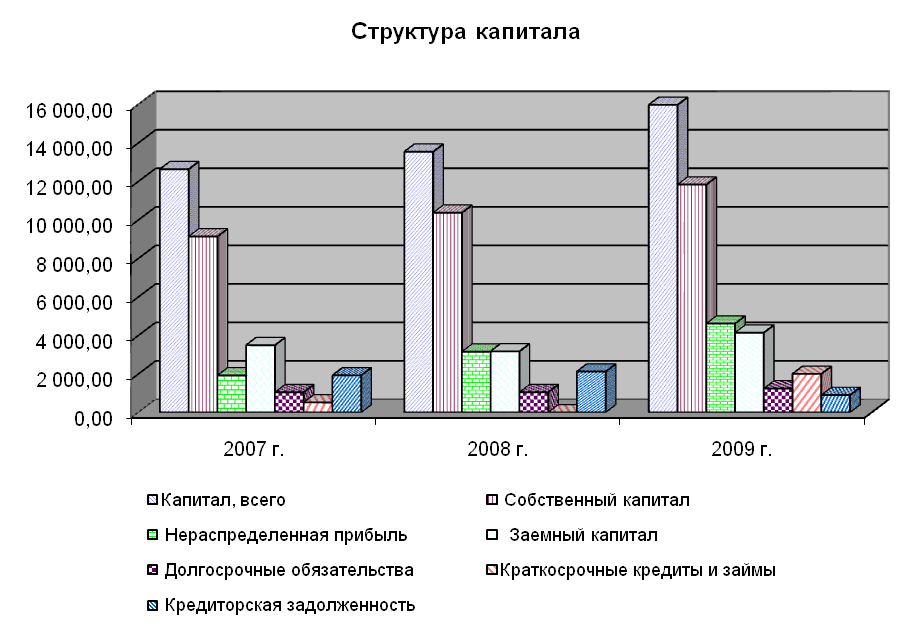 Структура капитала
16 000,00
14 000,00
12 000,00
10 000,00
8 000,00
6 000,00
4 000,00
2 000,00
0,00
2007 г. 2008 г. 2009 г.
Капитал, всего Собственный капитал
Нераспределенная прибыль Заемный капитал
Долгосрочные обязательства Краткосрочные кредиты и займы
Кредиторская задолженность